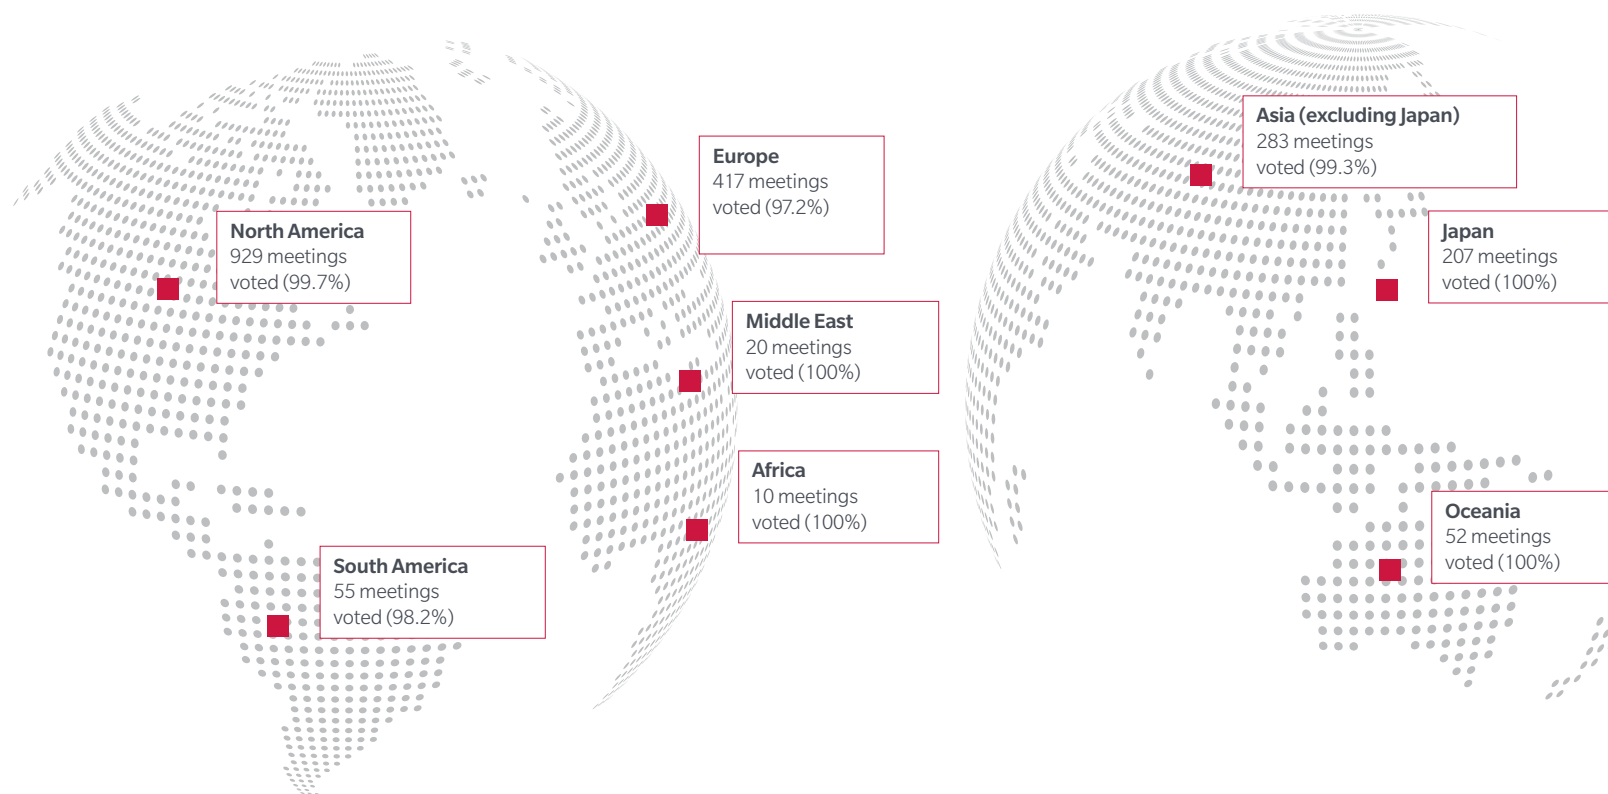 North America
929 meetings
voted (99.7%)
South America
55 meetings
voted (98.2%)
Europe
417 meetings
voted (97.2%)
Middle East
20 meetings
voted (100%)
Africa
10 meetings
voted (100%)
Asia (excluding Japan)
283 meetings
voted (99.3%)
Japan
207 meetings
voted (100%)
Oceania
52 meetings
voted (100%)